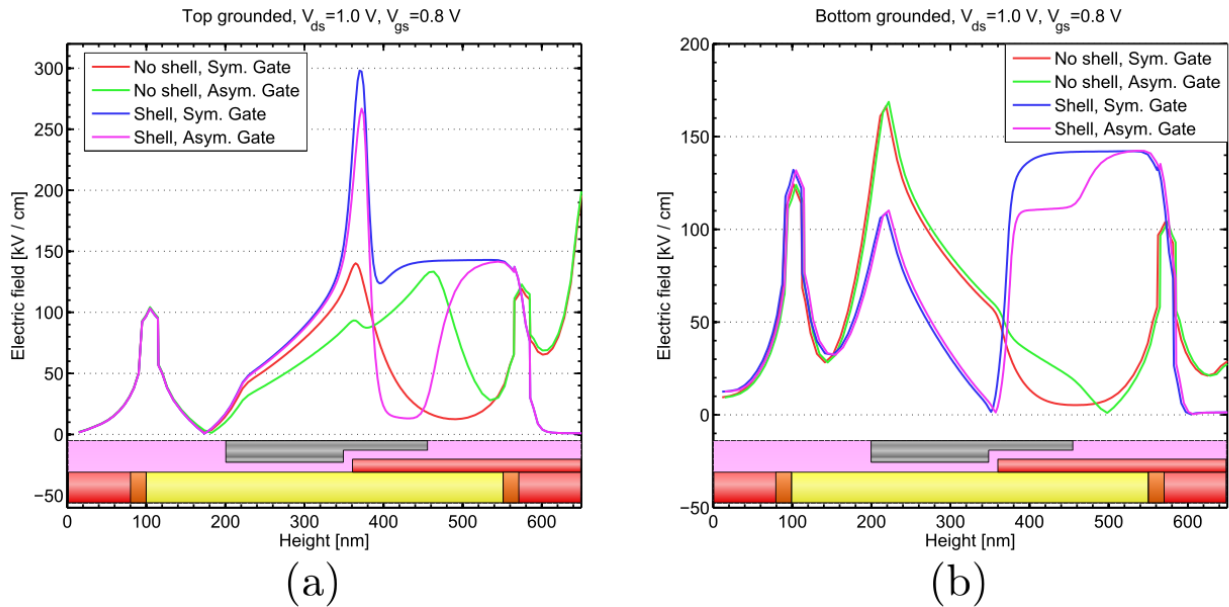 Top grounded, Vds=1.0 V, Vgs=0.8 V
Electric field [kV / cm]
300
250
200
150
100
50
0
−50
No shell, Sym. Gate
No shell, Asym. Gate
Shell, Sym. Gate
Shell, Asym. Gate
0 100 200 300 400 500 600
Height [nm]
(a)
Bottom grounded, Vds=1.0 V, Vgs=0.8 V
Electric field [kV / cm]
200
150
100
50
0
−50
No shell, Sym. Gate
No shell, Asym. Gate
Shell, Sym. Gate
Shell, Asym. Gate
0 100 200 300 400 500 600
Height [nm]
(b)